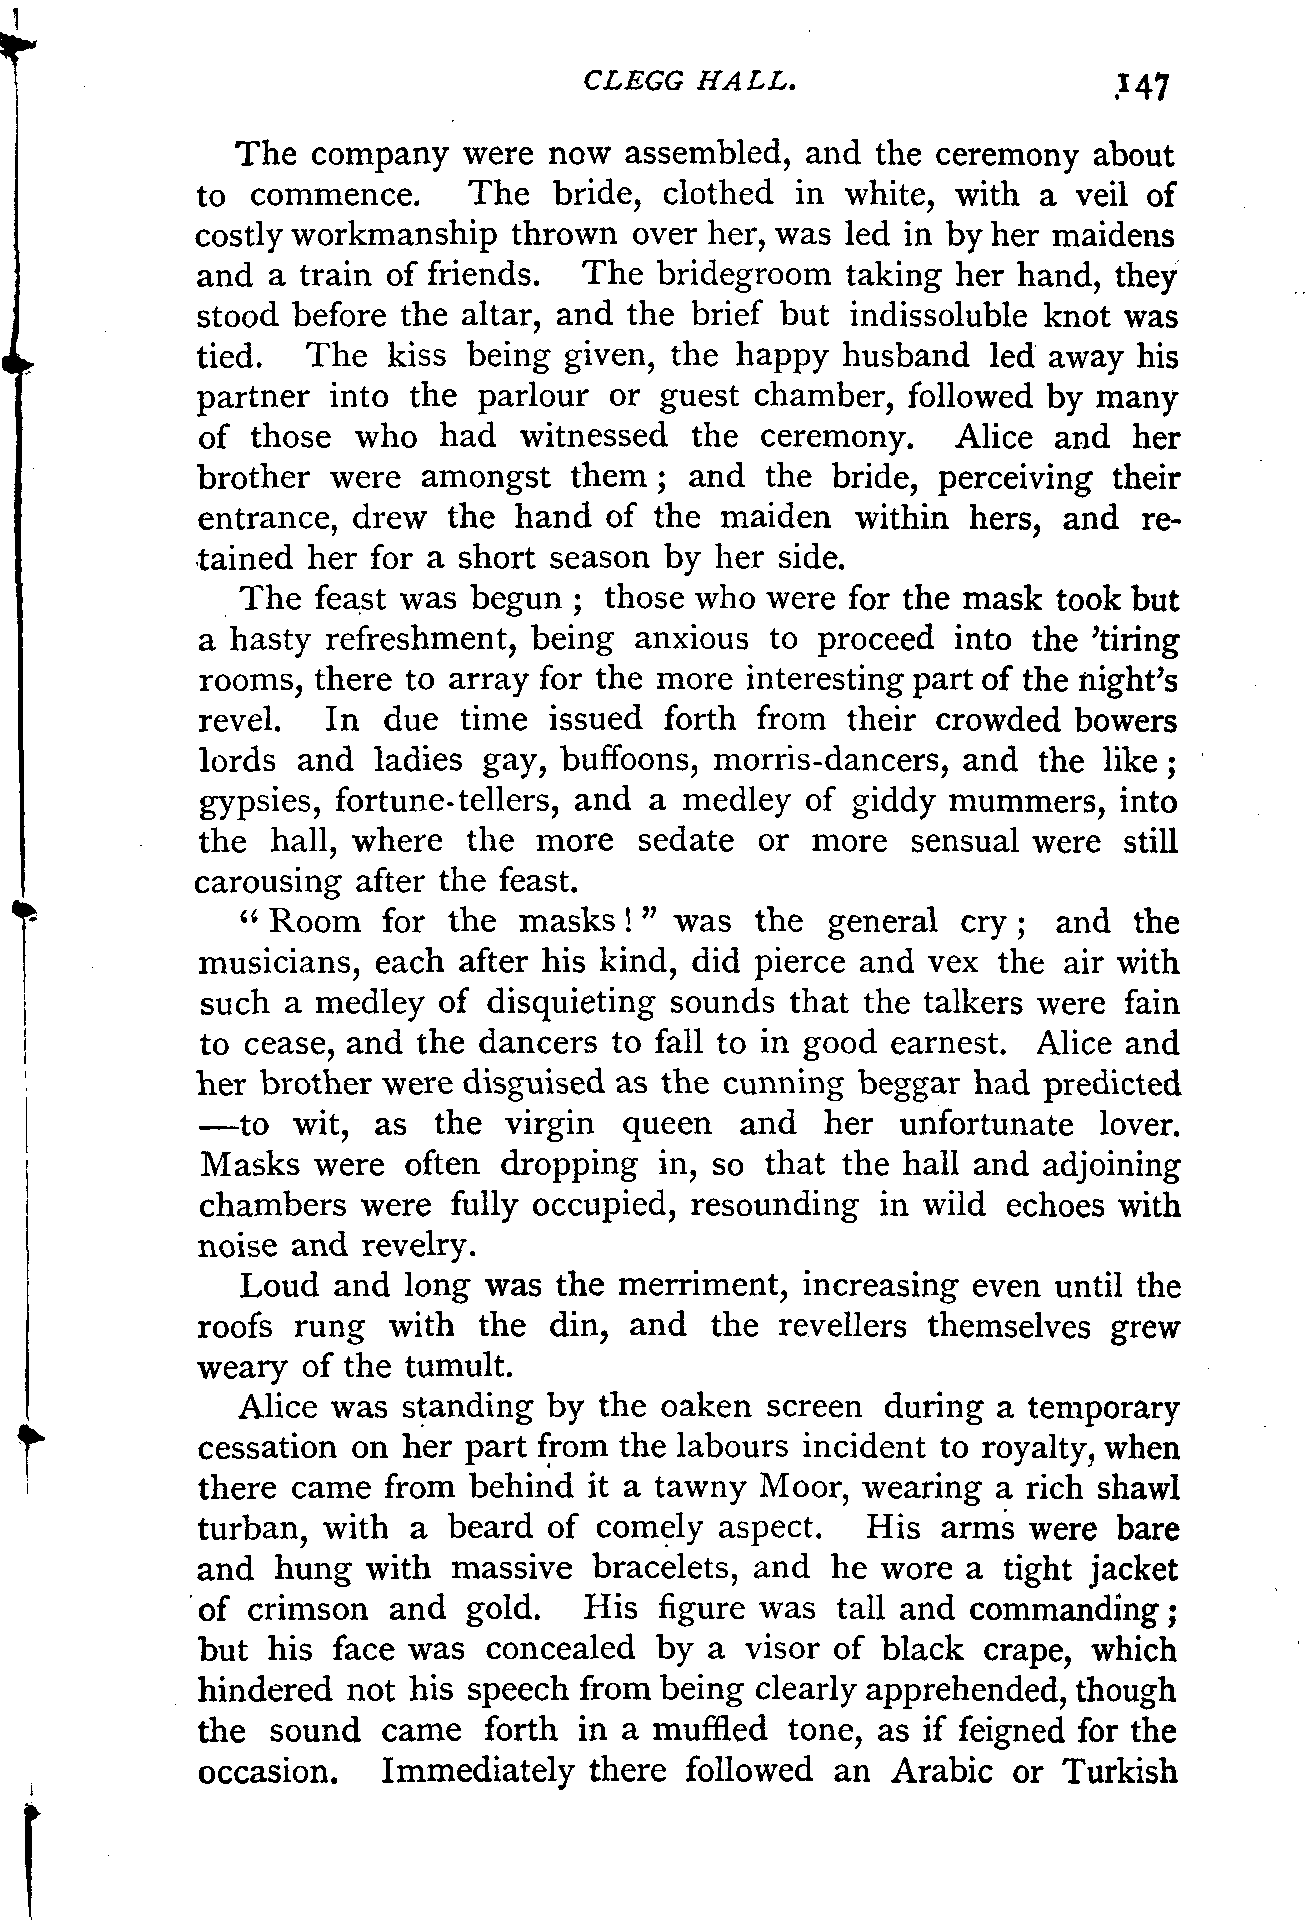 CLEGG HALL. 147
The company were now assembled, and the ceremony about
to commence. The bride, clothed in white, with a veil of
costly workmanship thrown over her, was led in by her maidens
and a train of friends. The bridegroom taking her hand, they
stood before the altar, and the brief but indissoluble knot was
tied. The kiss being given, the happy husband led away his
partner into the parlour or guest chamber, followed by many
of those who had witnessed the ceremony. Alice and her
brother were amongst them; and the bride, perceiving their
entrance, drew the hand of the maiden within hers, and re-
tained her for a short season by her side.
The feast was begun; those who were for the mask took but
a hasty refreshment, being anxious to proceed into the 'tiring
rooms, there to array for the more interesting part of the night's
revel. In due time issued forth from their crowded bowers
lords and ladies gay, buffoons, morris-dancers, and the like;
gypsies, fortune-tellers, and a medley of giddy mummers, into
the hall, where the more sedate or more sensual were still
carousing after the feast.
"Room for the masks!" was the general cry; and the
musicians, each after his kind, did pierce and vex the air with
such a medley of disquieting sounds that the talkers were fain
to cease, and the dancers to fall to in good earnest. Alice and
her brother were disguised as the cunning beggar had predicted
—to wit, as the virgin queen and her unfortunate lover.
Masks were often dropping in, so that the hall and adjoining
chambers were fully occupied, resounding in wild echoes with
noise and revelry.
Loud and long was the merriment, increasing even until the
roofs rung with the din, and the revellers themselves grew
weary of the tumult.
Alice was standing by the oaken screen during a temporary
cessation on her part from the labours incident to royalty, when
there came from behind it a tawny Moor, wearing a rich shawl
turban, with a beard of comely aspect. His arms were bare
and hung with massive bracelets, and he wore a tight jacket
of crimson and gold. His figure was tall and commanding;
but his face was concealed by a visor of black crape, which
hindered not his speech from being clearly apprehended, though
the sound came forth in a muffled tone, as if feigned for the
occasion. Immediately there followed an Arabic or Turkish